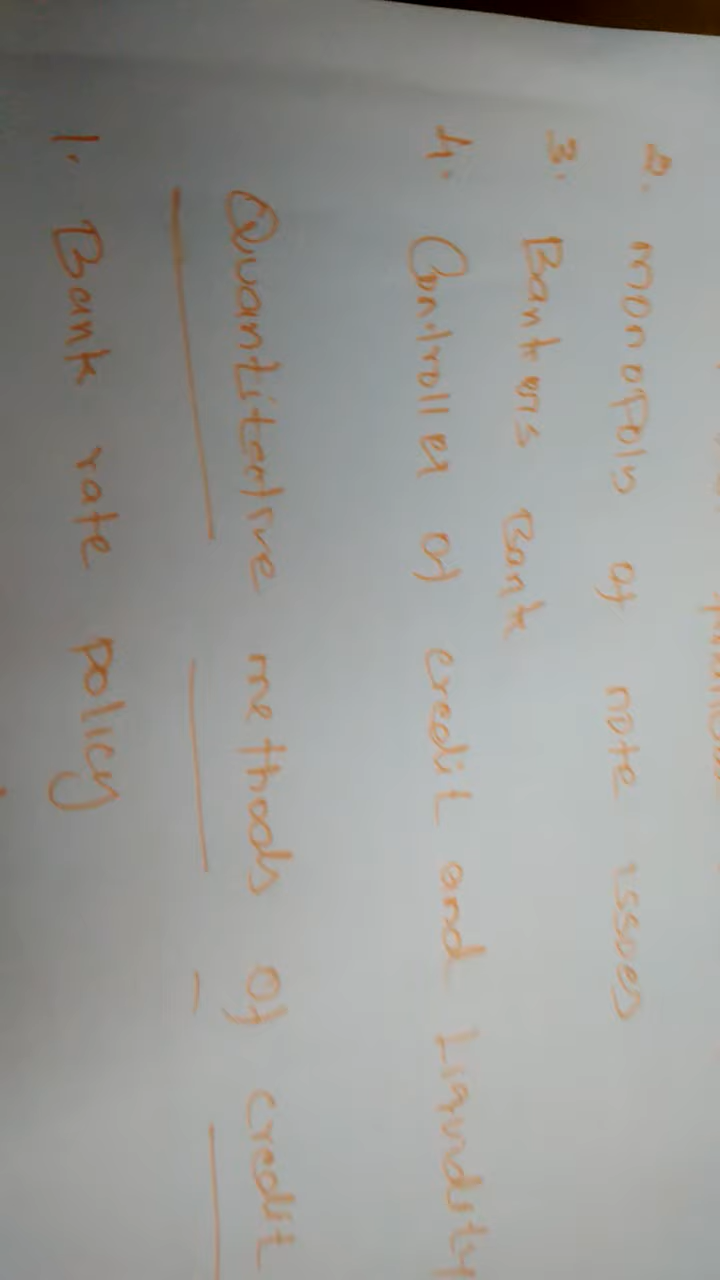 2. monopoly of note issues
3. Bankers Bank
4. Controller of credit and Liquidity
Quantitative methods of credit
1. Bank rate policy